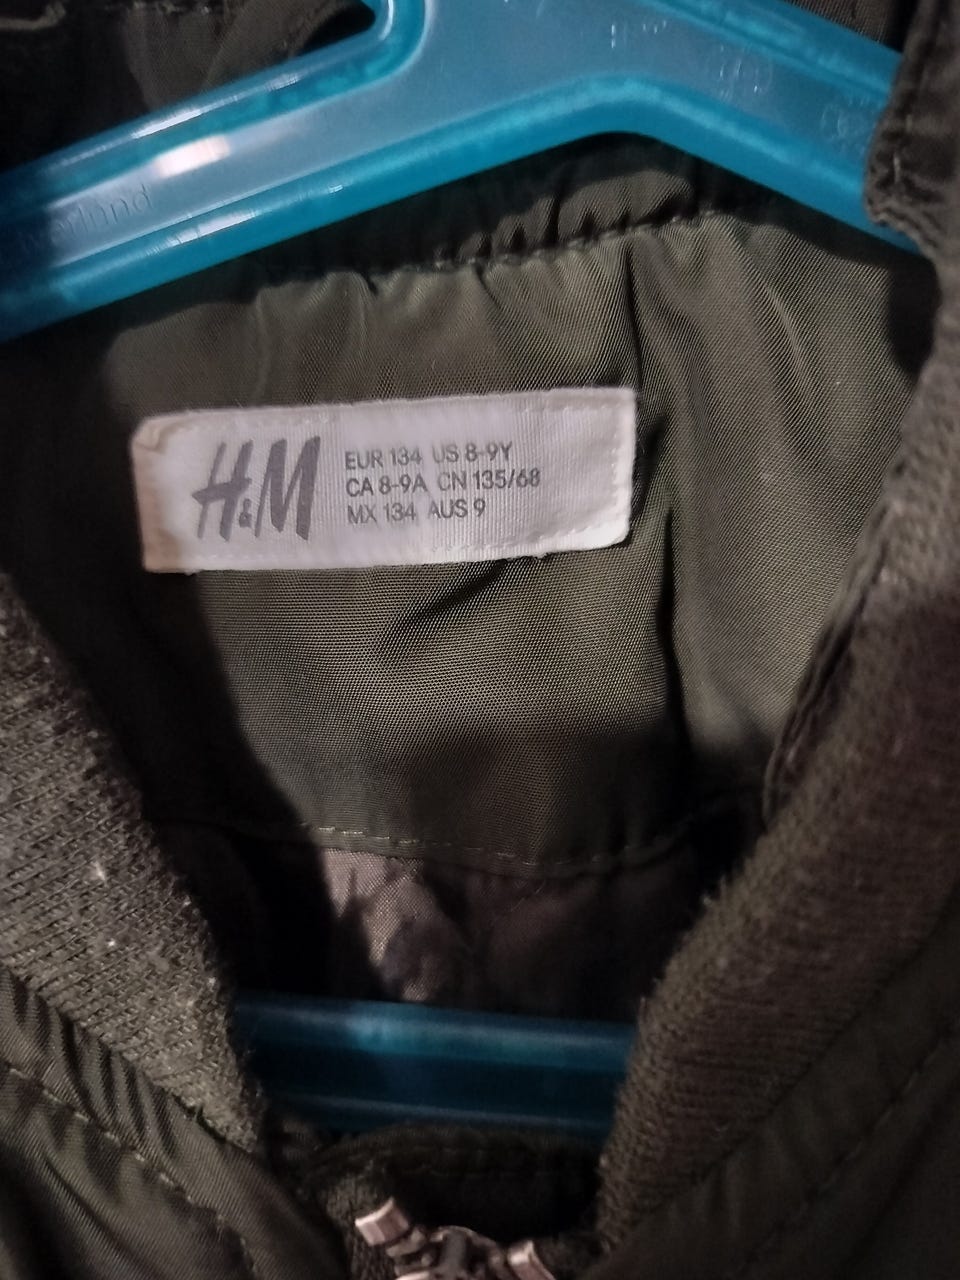 H&M
EUR 134 US 8-9Y
CA 8-9A CN 135/68
MX 134 AUS 9